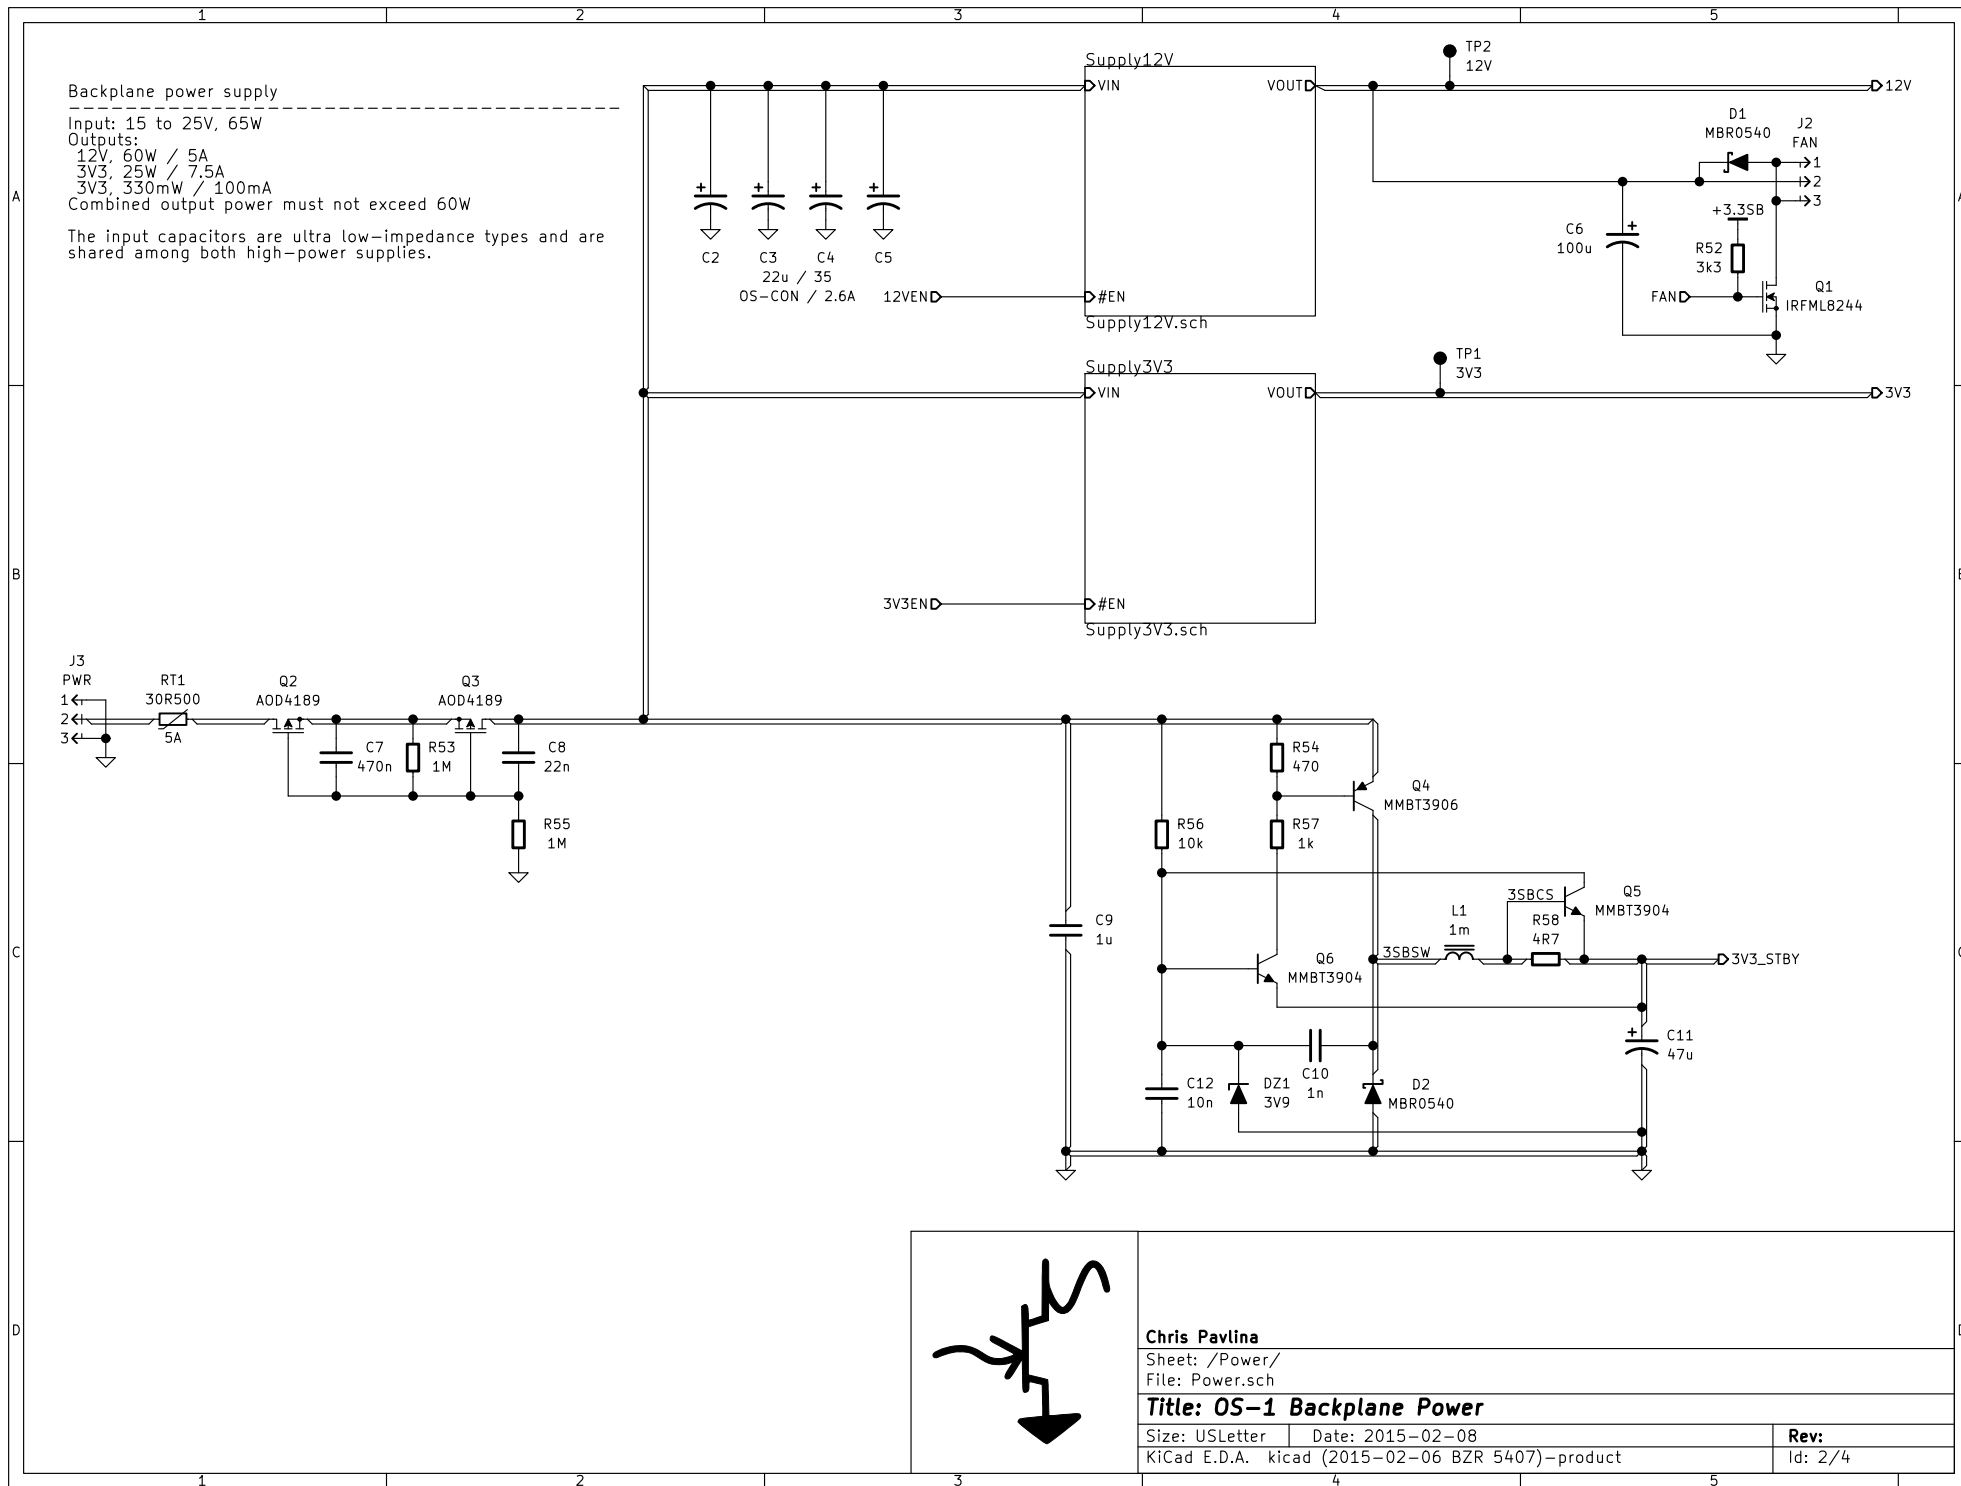 1 2 3 4 5
Backplane power supply
Input: 15 to 25V, 65W
Outputs:
12V, 60W / 5A
3V3, 25W / 7.5A
3V3, 330mW / 100mA
Combined output power must not exceed 60W
The input capacitors are ultra low-impedance types and are
shared among both high-power supplies.
A
Supply12V
VIN
VOUT
#EN
Supply12V.sch
12VEN
TP2
12V
12V
C2
C3
C4
C5
22u / 35
OS-CON / 2.6A
D1
MBR0540
J2
FAN
1
2
3
+3.3SB
R52
3k3
C6
100u
FAN
Q1
IRFML8244
A
Supply3V3
VIN
VOUT
#EN
Supply3V3.sch
3V3EN
TP1
3V3
3V3
B
J3
PWR
1
2
3
RT1
30R500
5A
Q2
AOD4189
Q3
AOD4189
C7
470n
R53
1M
C8
22n
R55
1M
R54
470
Q4
MMBT3906
R56
10k
R57
1k
C9
1u
3SBCS
Q5
MMBT3904
L1
1m
R58
4R7
3SBSW
3V3_STBY
Q6
MMBT3904
C11
47u
C10
1n
C12
10n
DZ1
3V9
D2
MBR0540
C
D
Chris Pavlina
Sheet: /Power/
File: Power.sch
Title: OS-1 Backplane Power
Size: USLetter
Date: 2015-02-08
Rev:
KiCad E.D.A. kicad (2015-02-06 BZR 5407)-product
Id: 2/4
1 2 3 4 5